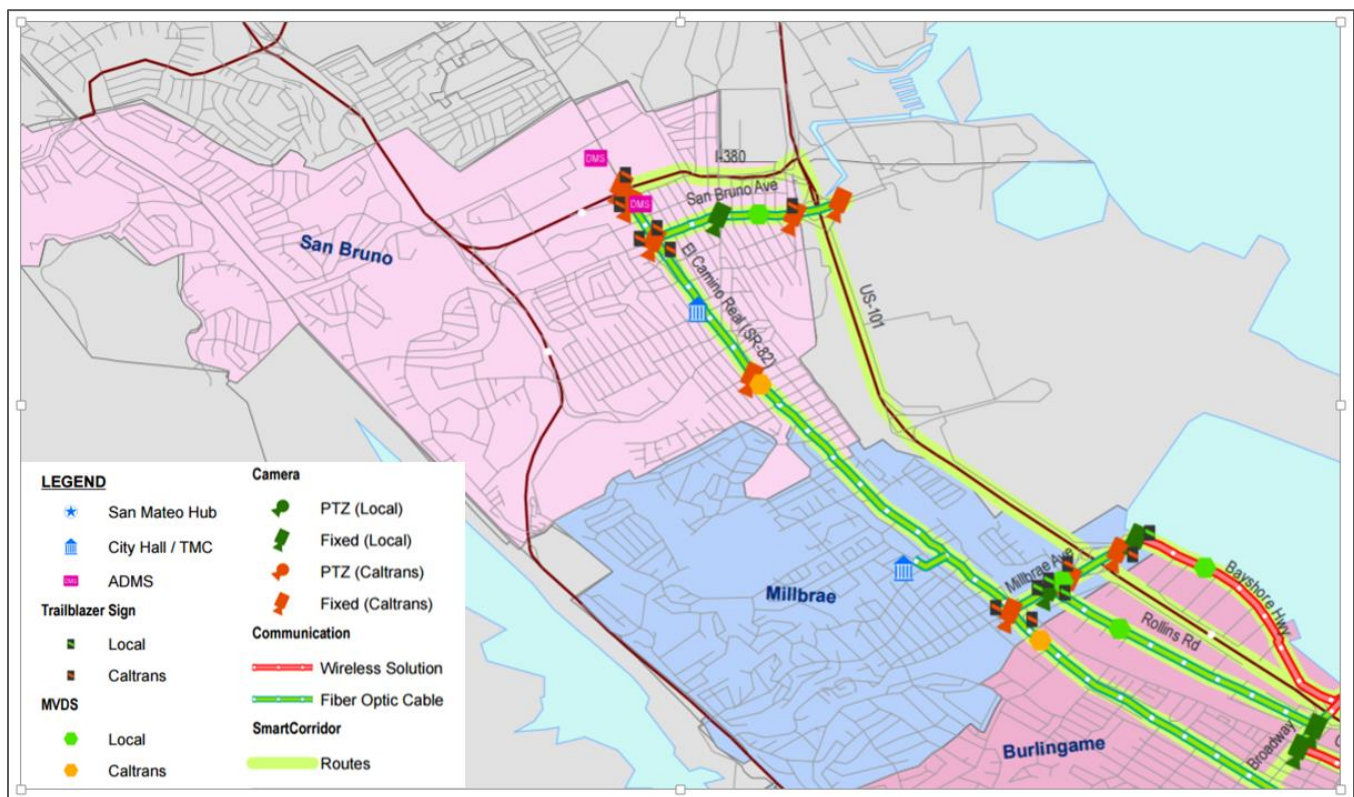 DMS
I-380
San Bruno Ave
DMS
San Bruno
El Camino Real (SR-82)
US-101
Millbrae
Millbrae Ave
Bayshore Hwy
Rollins Rd
Broadway
Burlingame
LEGEND
San Mateo Hub
City Hall / TMC
DMS
ADMS
Trailblazer Sign
Local
Caltrans
MVDS
Local
Caltrans
Camera
PTZ (Local)
Fixed (Local)
PTZ (Caltrans)
Fixed (Caltrans)
Communication
Wireless Solution
Fiber Optic Cable
SmartCorridor
Routes